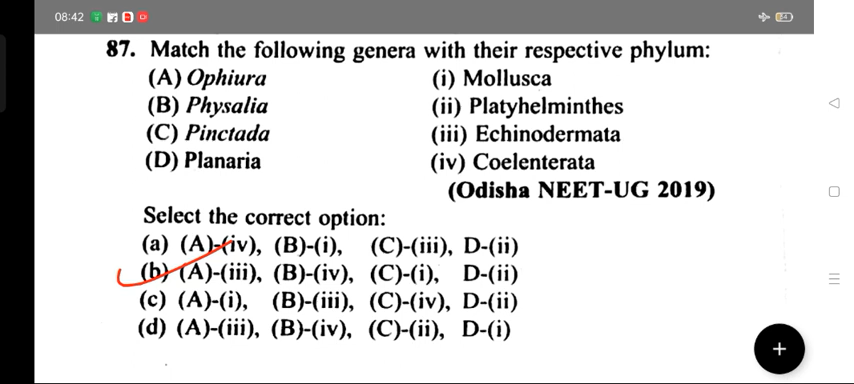 08:42
87. Match the following genera with their respective phylum:
(A) Ophiura (i) Mollusca
(B) Physalia (ii) Platyhelminthes
(C) Pinctada (iii) Echinodermata
(D) Planaria (iv) Coelenterata
(Odisha NEET-UG 2019)
Select the correct option:
(a) (A)-(iv), (B)-(i), (C)-(iii), D-(ii)
(b) (A)-(iii), (B)-(iv), (C)-(i), D-(ii)
(c) (A)-(i), (B)-(iii), (C)-(iv), D-(ii)
(d) (A)-(iii), (B)-(iv), (C)-(ii), D-(i)
+